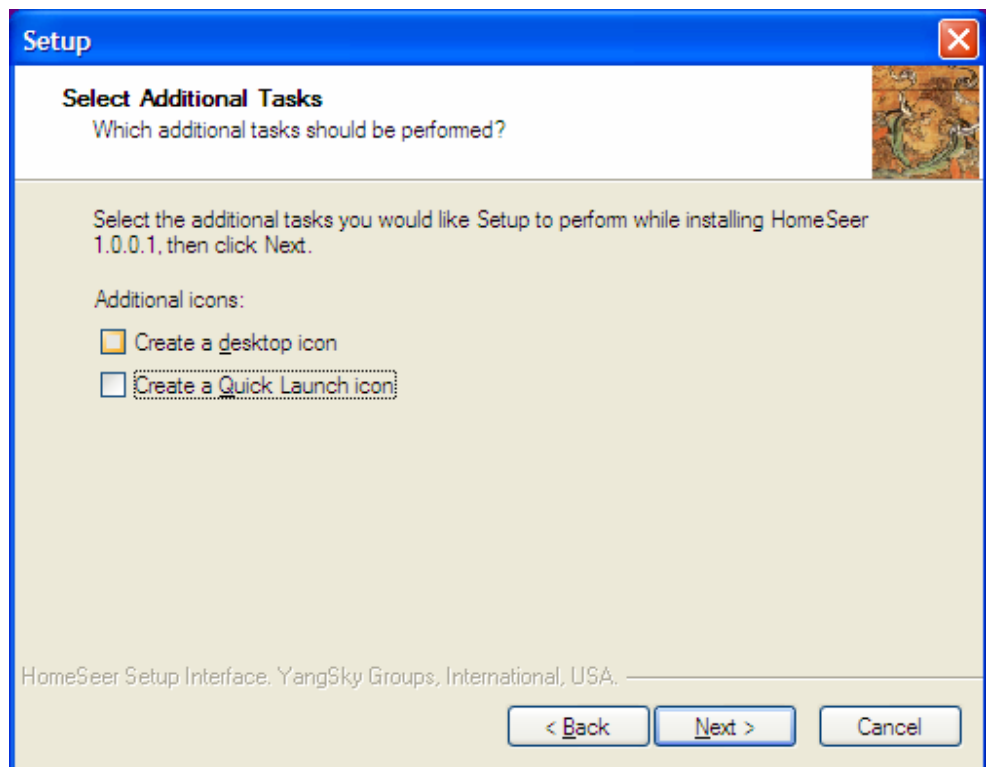 Setup
Select Additional Tasks
Which additional tasks should be performed?
Select the additional tasks you would like Setup to perform while installing HomeSeer
1.0.0.1, then click Next.
Additional icons:
Create a desktop icon
Create a Quick Launch icon
HomeSeer Setup Interface. YangSky Groups, International, USA.
< Back
Next >
Cancel